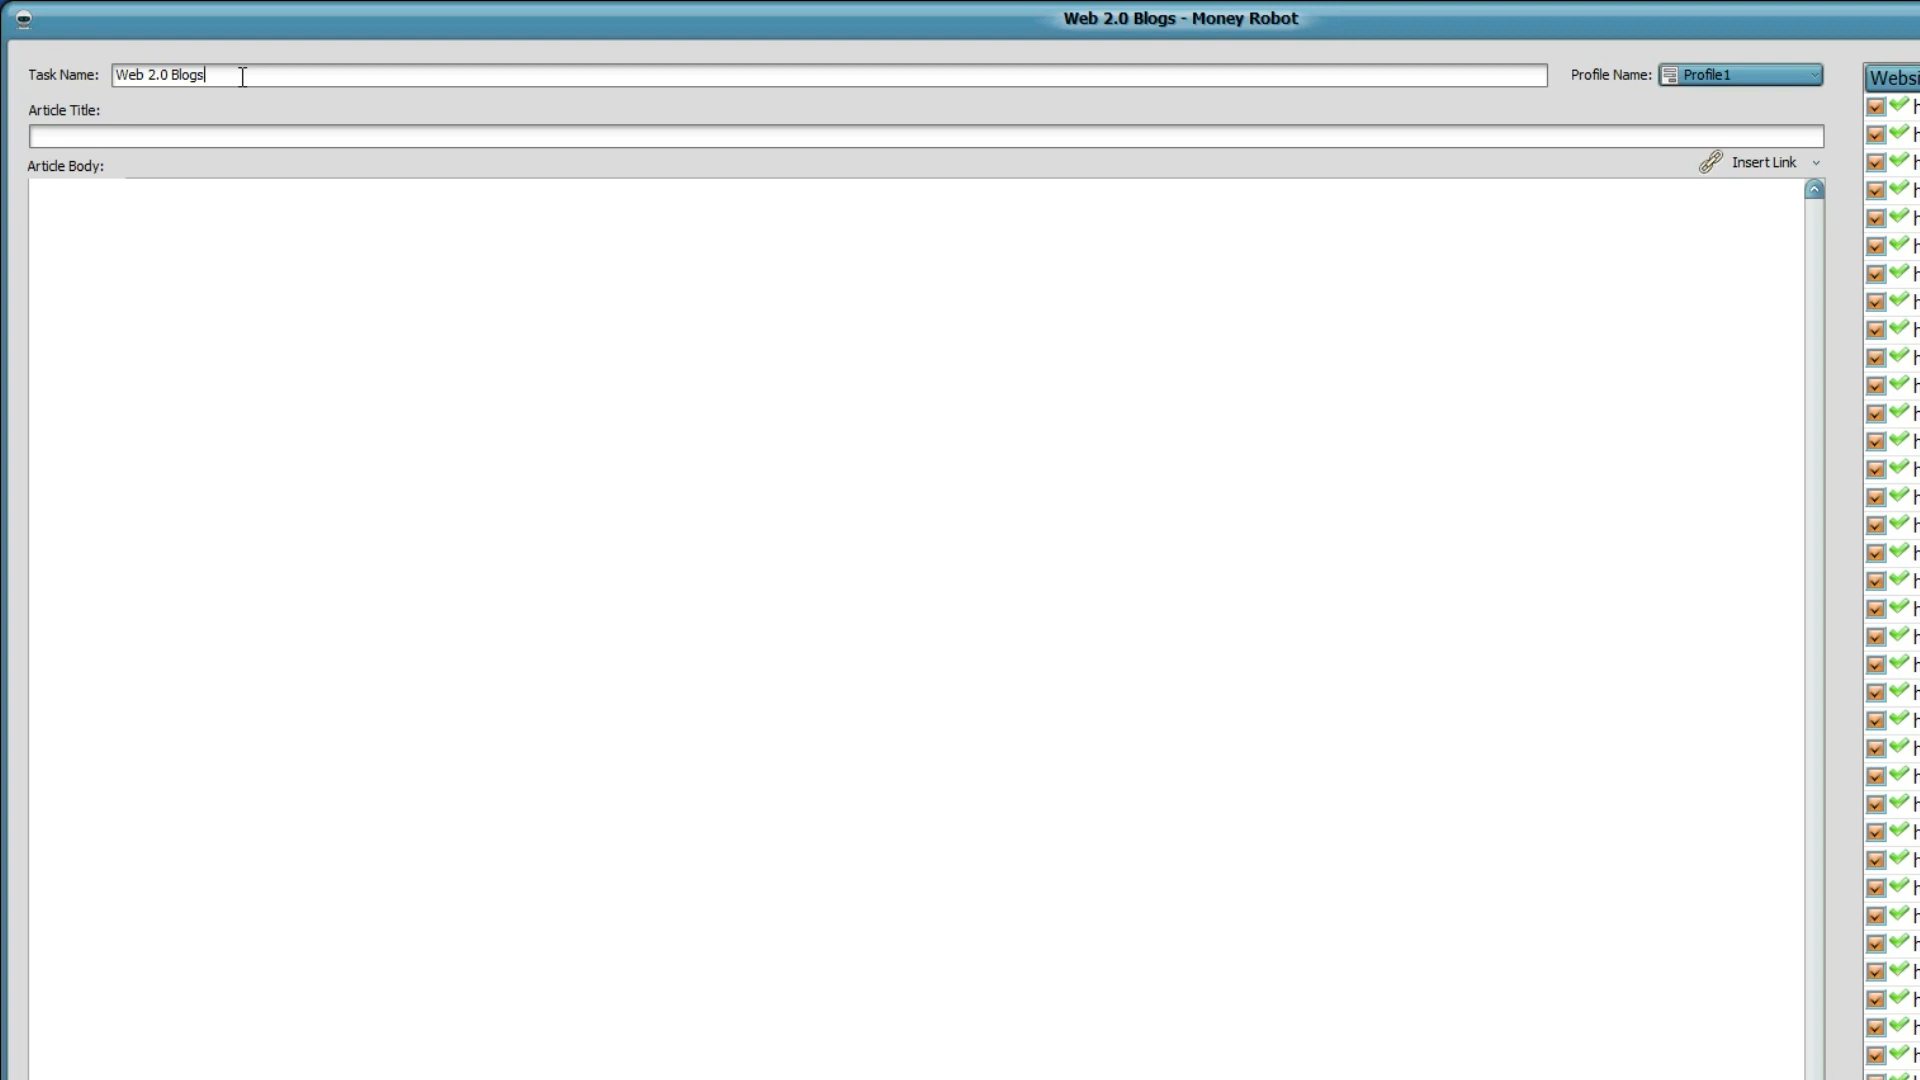 Web 2.0 Blogs - Money Robot
Task Name: Web 2.0 Blogs Profile Name: Profile1
Article Title:
Article Body: Insert Link